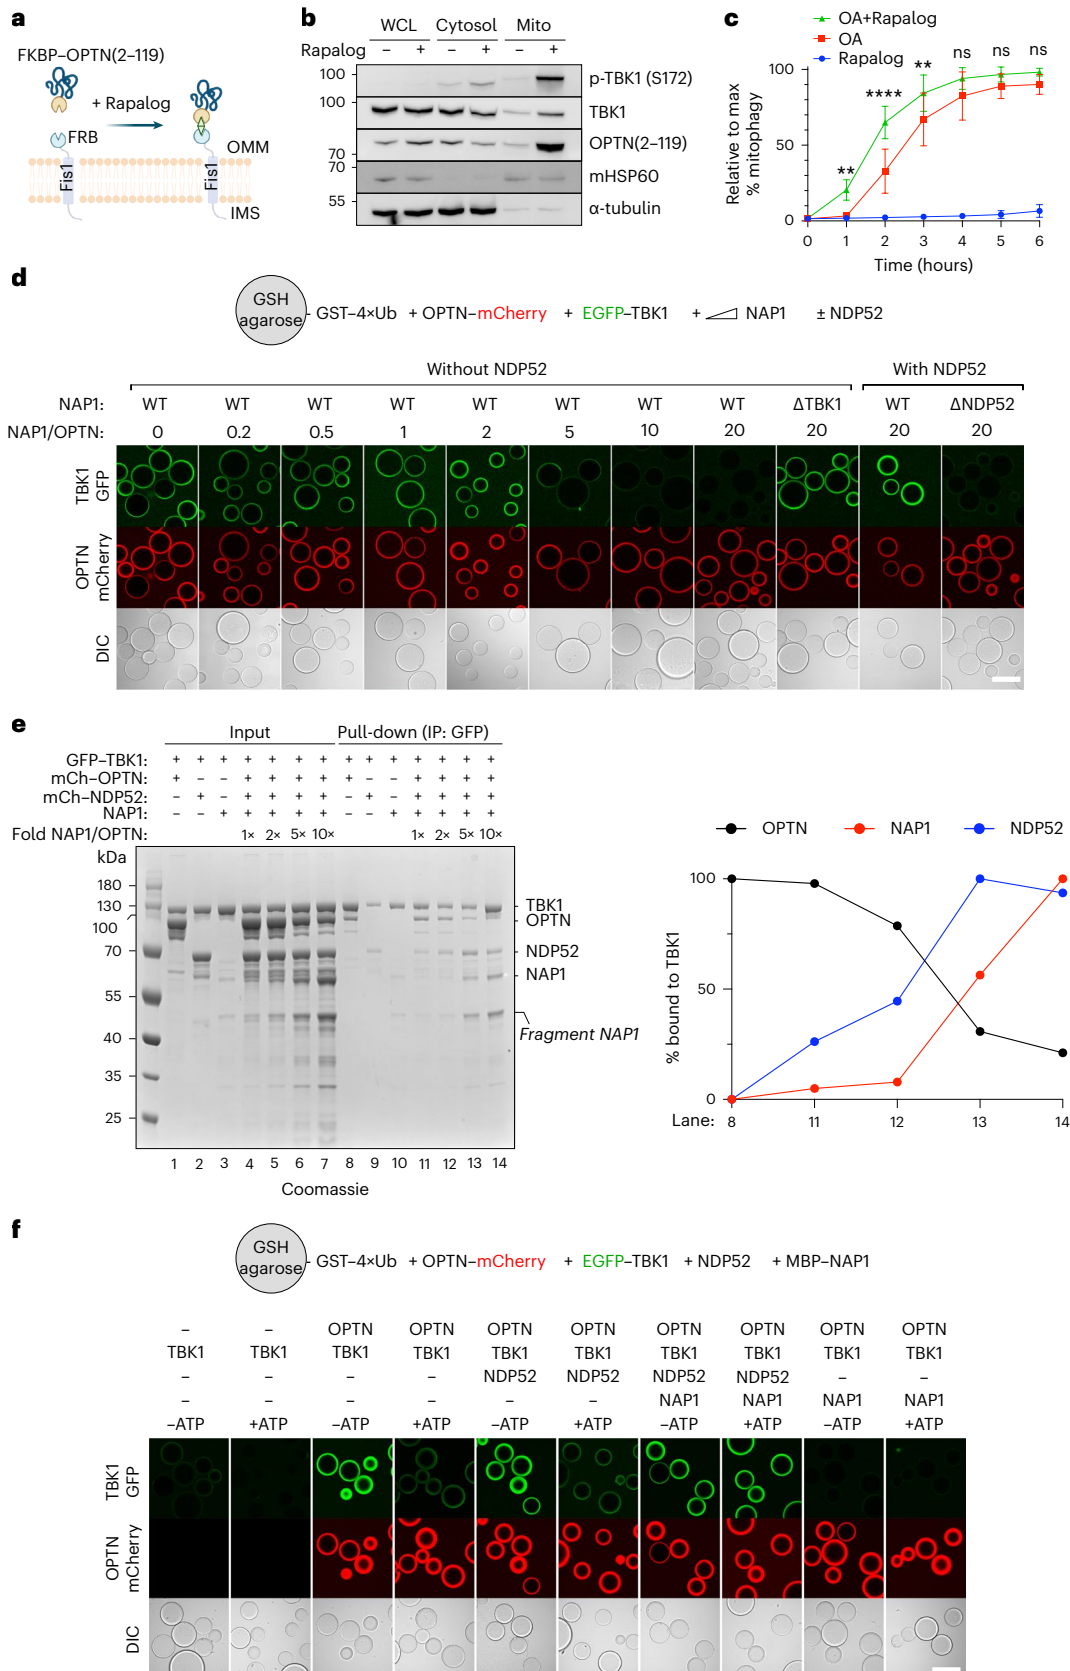 a
FKBP–OPTN(2–119)
+ Rapalog
FRB
OMM
Fis1
Fis1
IMS
b
WCL Cytosol Mito
Rapalog – + – + – +
100 p-TBK1 (S172)
100 TBK1
70 OPTN(2–119)
70 mHSP60
55 α-tubulin
c
OA+Rapalog
OA
Rapalog
Relative to max % mitophagy
100
50
0
** **** ** ns ns ns
0 1 2 3 4 5 6
Time (hours)
d
GSH agarose GST–4×Ub + OPTN–mCherry + EGFP–TBK1 + NAP1 ± NDP52
Without NDP52 With NDP52
NAP1: WT WT WT WT WT WT WT WT ΔTBK1 WT ΔNDP52
NAP1/OPTN: 0 0.2 0.5 1 2 5 10 20 20 20 20
TBK1 GFP
OPTN mCherry
DIC
e
Input Pull-down (IP: GFP)
GFP–TBK1: + + + + + + + + + + + + + +
mCh–OPTN: + – – + + + + + – – + + + +
mCh–NDP52: – + – + + + + – + – + + + +
NAP1: – – + + + + + – – + + + + +
Fold NAP1/OPTN: 1× 2× 5× 10× 1× 2× 5× 10×
kDa
180
130
100
70
55
40
35
25
TBK1
OPTN
NDP52
NAP1
Fragment NAP1
1 2 3 4 5 6 7 8 9 10 11 12 13 14
Coomassie
OPTN NAP1 NDP52
% bound to TBK1
100
50
0
Lane: 8 11 12 13 14
f
GSH agarose GST–4×Ub + OPTN–mCherry + EGFP–TBK1 + NDP52 + MBP–NAP1
– – OPTN OPTN OPTN OPTN OPTN OPTN OPTN OPTN
TBK1 TBK1 TBK1 TBK1 TBK1 TBK1 TBK1 TBK1 TBK1 TBK1
– – – – NDP52 NDP52 NDP52 NDP52 – –
– – – – – – NAP1 NAP1 NAP1 NAP1
–ATP +ATP –ATP +ATP –ATP +ATP –ATP +ATP –ATP +ATP
TBK1 GFP
OPTN mCherry
DIC